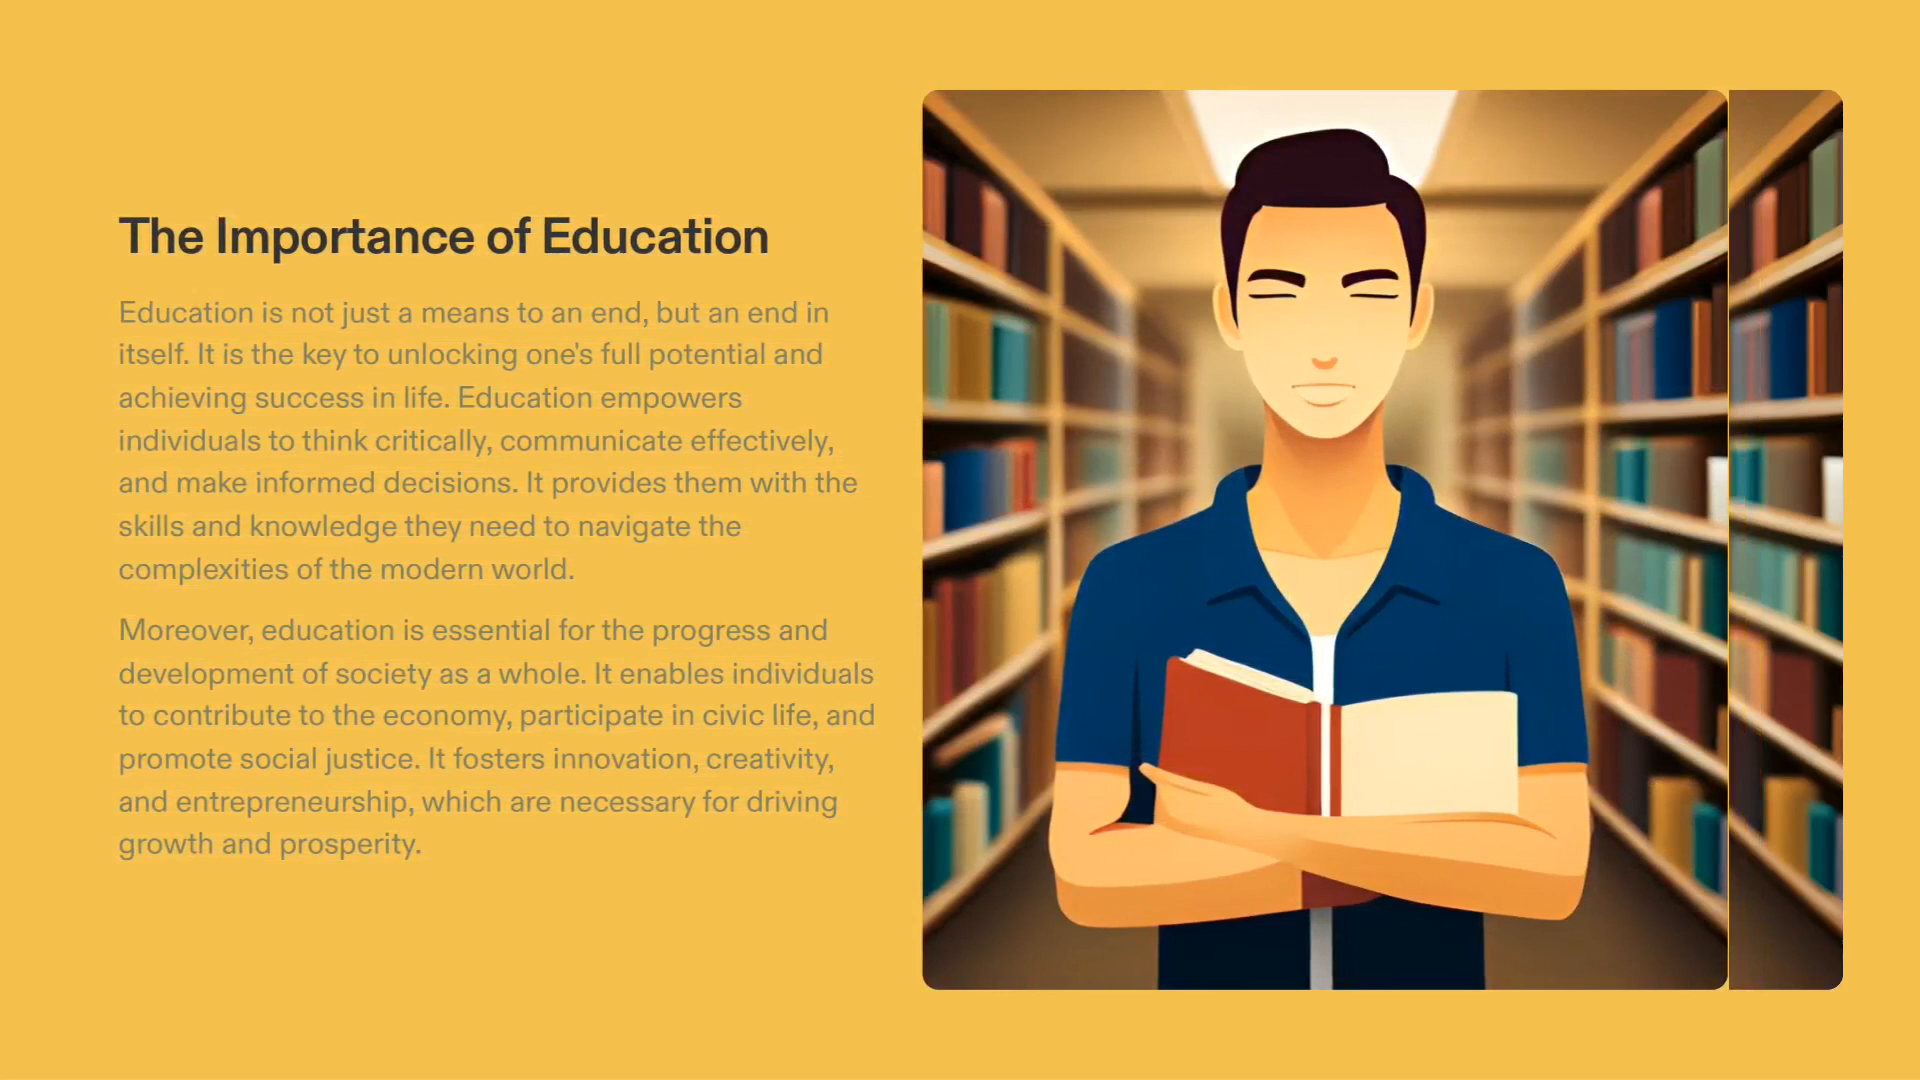 The Importance of Education
Education is not just a means to an end, but an end in
itself. It is the key to unlocking one's full potential and
achieving success in life. Education empowers
individuals to think critically, communicate effectively,
and make informed decisions. It provides them with the
skills and knowledge they need to navigate the
complexities of the modern world.
Moreover, education is essential for the progress and
development of society as a whole. It enables individuals
to contribute to the economy, participate in civic life, and
promote social justice. It fosters innovation, creativity,
and entrepreneurship, which are necessary for driving
growth and prosperity.